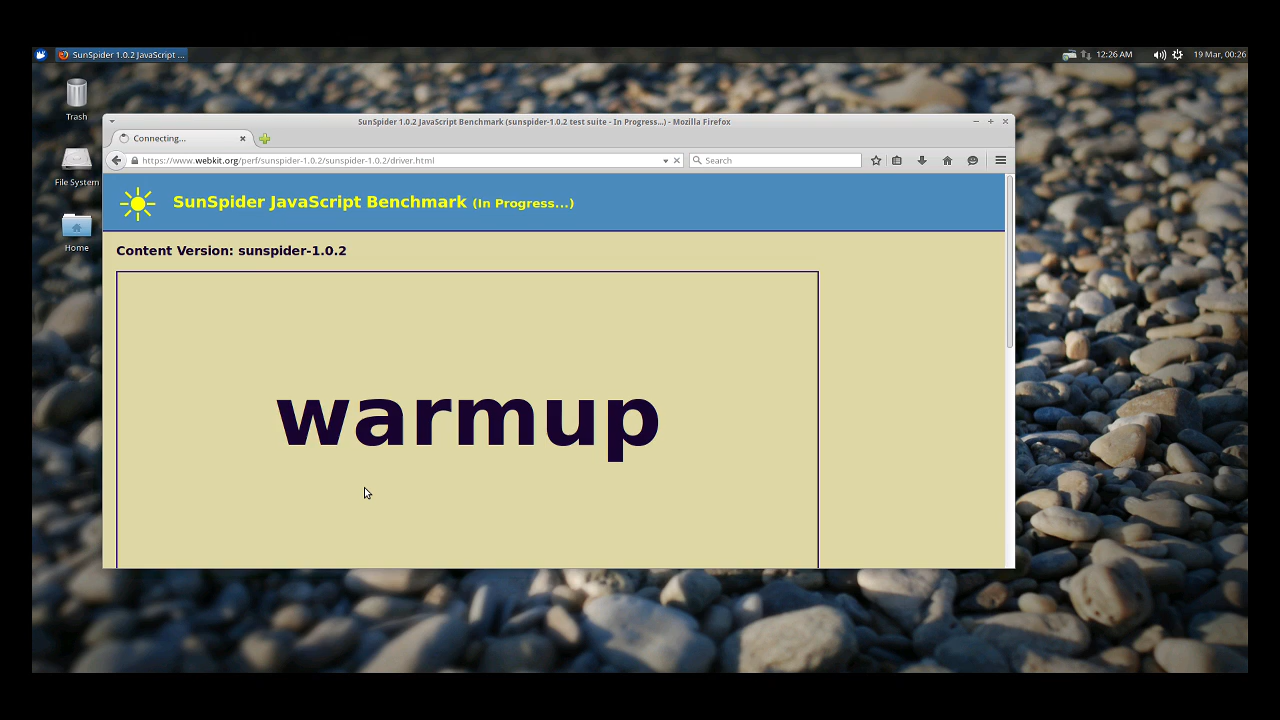 SunSpider 1.0.2 JavaScript ...
12:26 AM
19 Mar, 00:26
Trash
File System
Home
SunSpider 1.0.2 JavaScript Benchmark (sunspider-1.0.2 test suite - In Progress...) - Mozilla Firefox
Connecting...
https://www.webkit.org/perf/sunspider-1.0.2/sunspider-1.0.2/driver.html
Search
SunSpider JavaScript Benchmark (In Progress...)
Content Version: sunspider-1.0.2
warmup